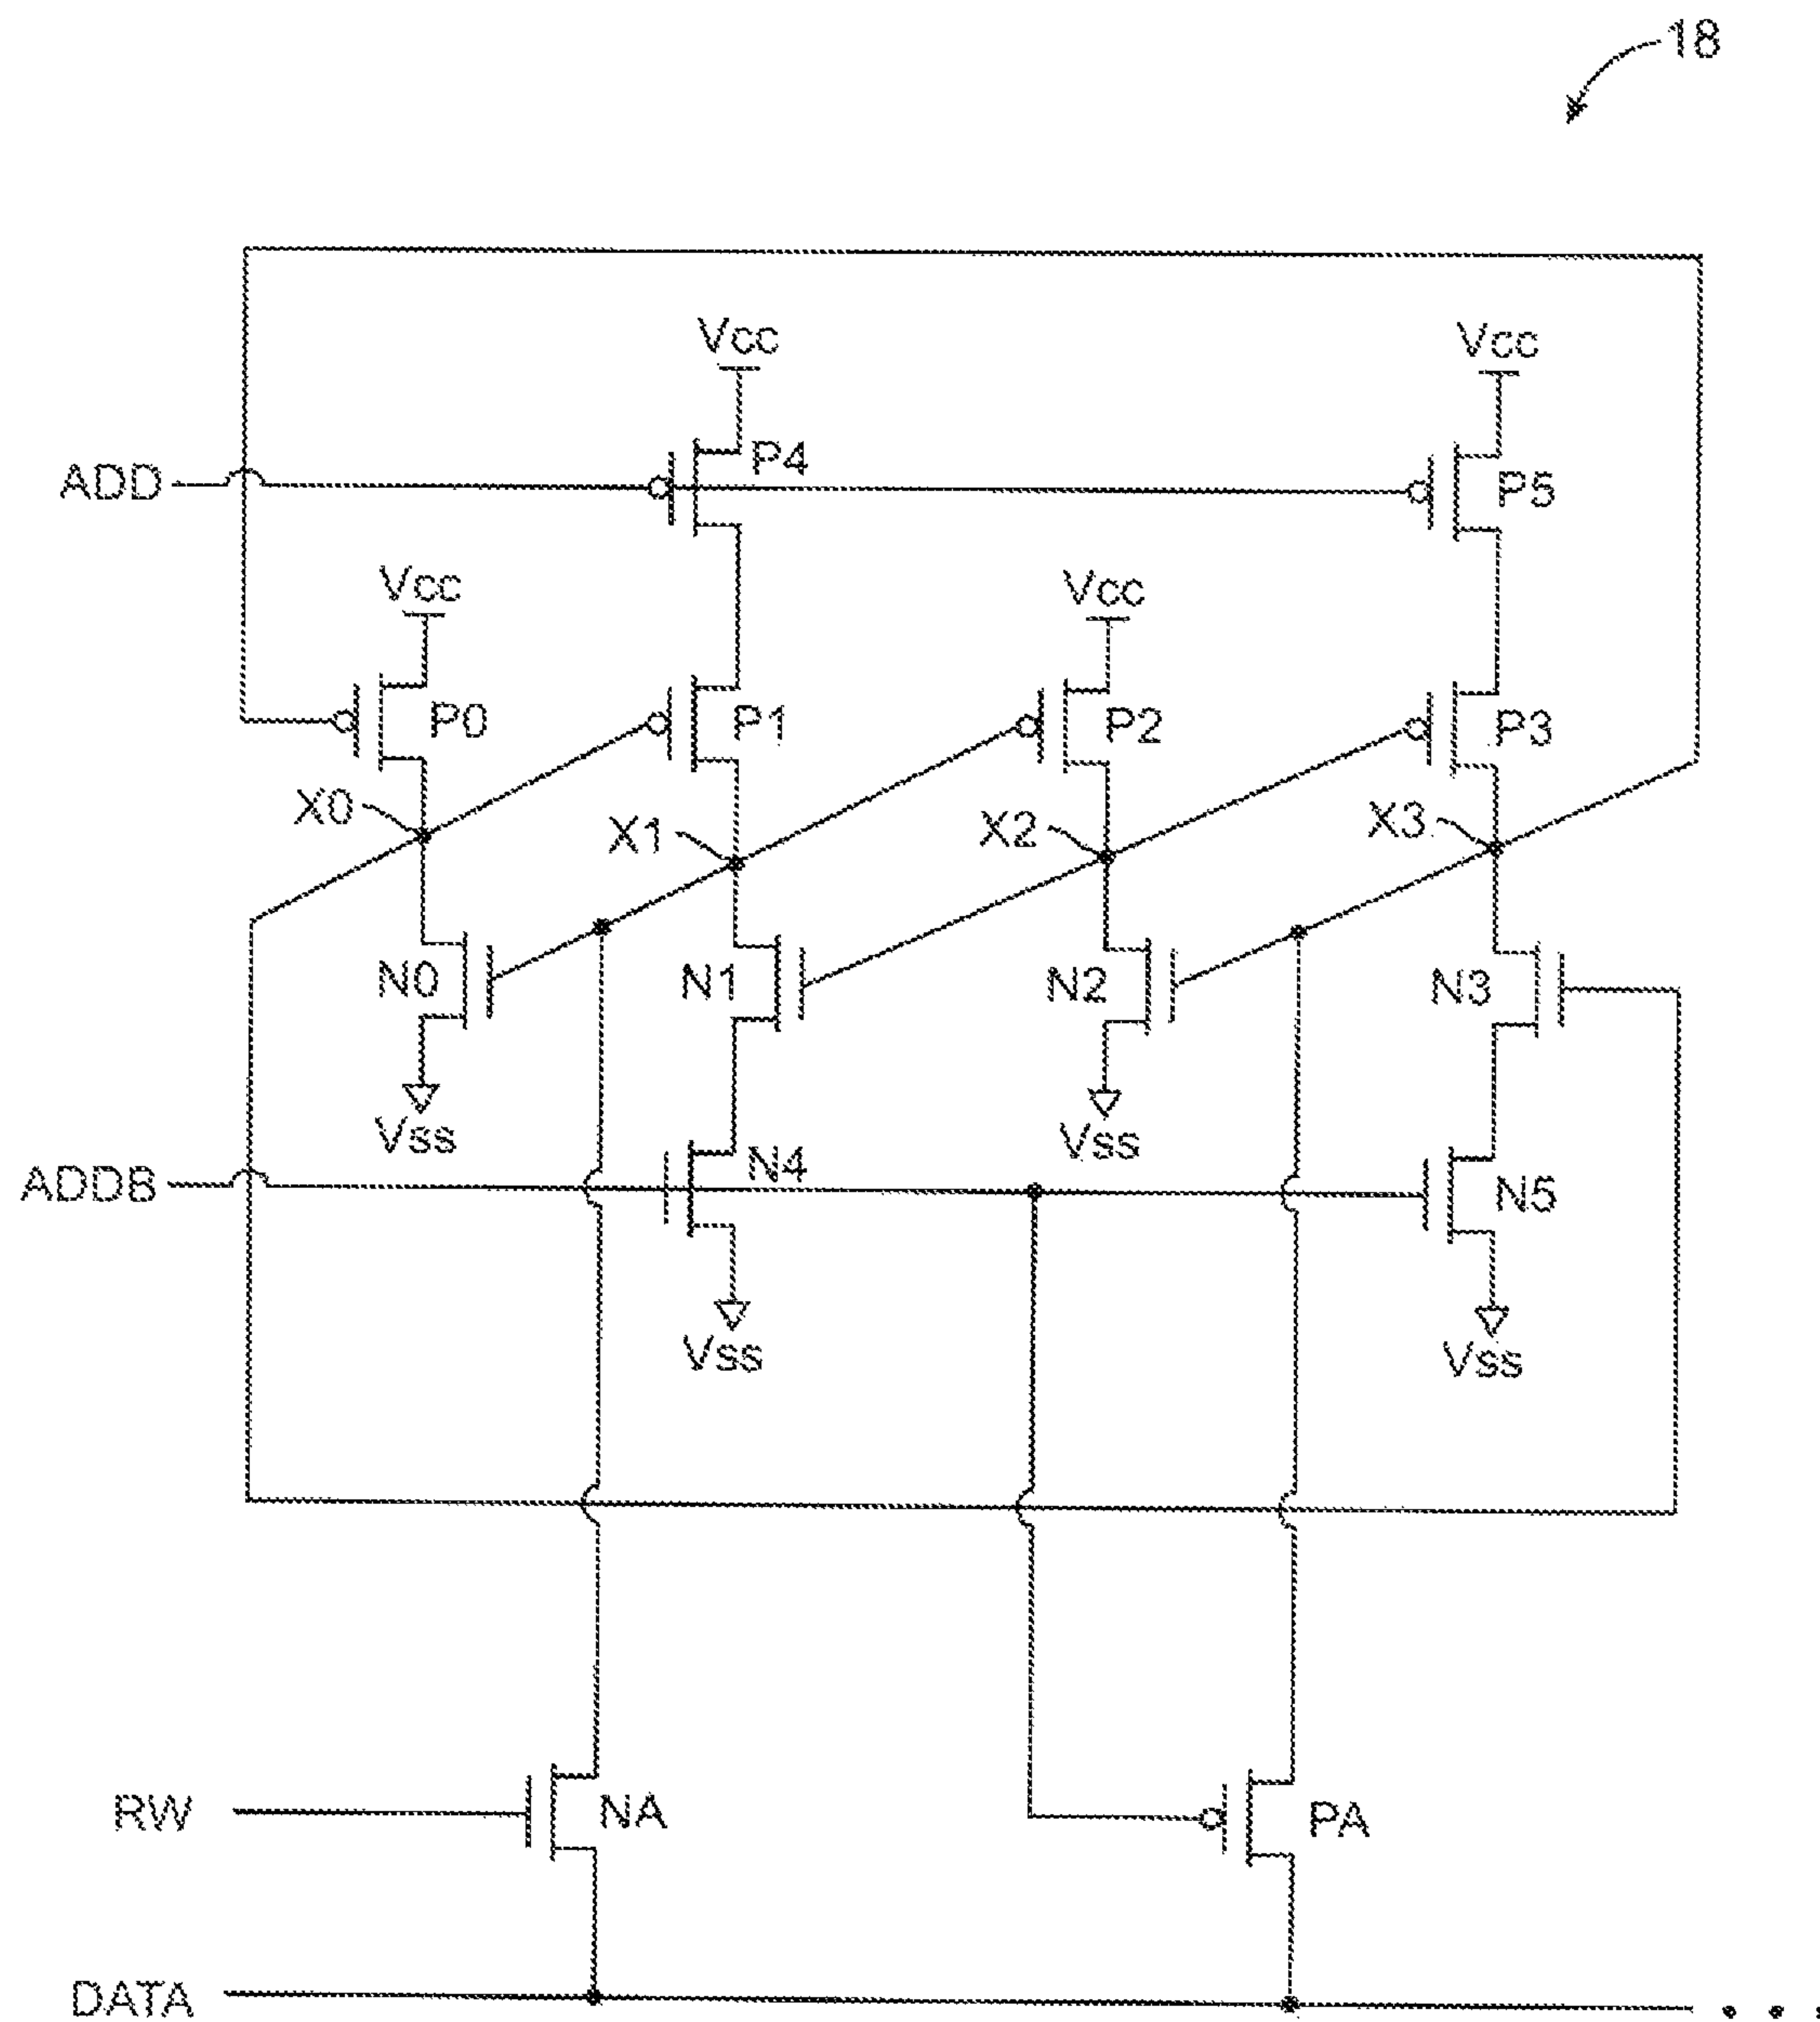 18
Vcc
Vcc
ADD
P4
P5
Vcc
Vcc
P0
P1
P2
P3
X0
X1
X2
X3
N0
N1
N2
N3
Vss
Vss
ADDB
N4
N5
Vss
Vss
RW
NA
PA
DATA
. . .